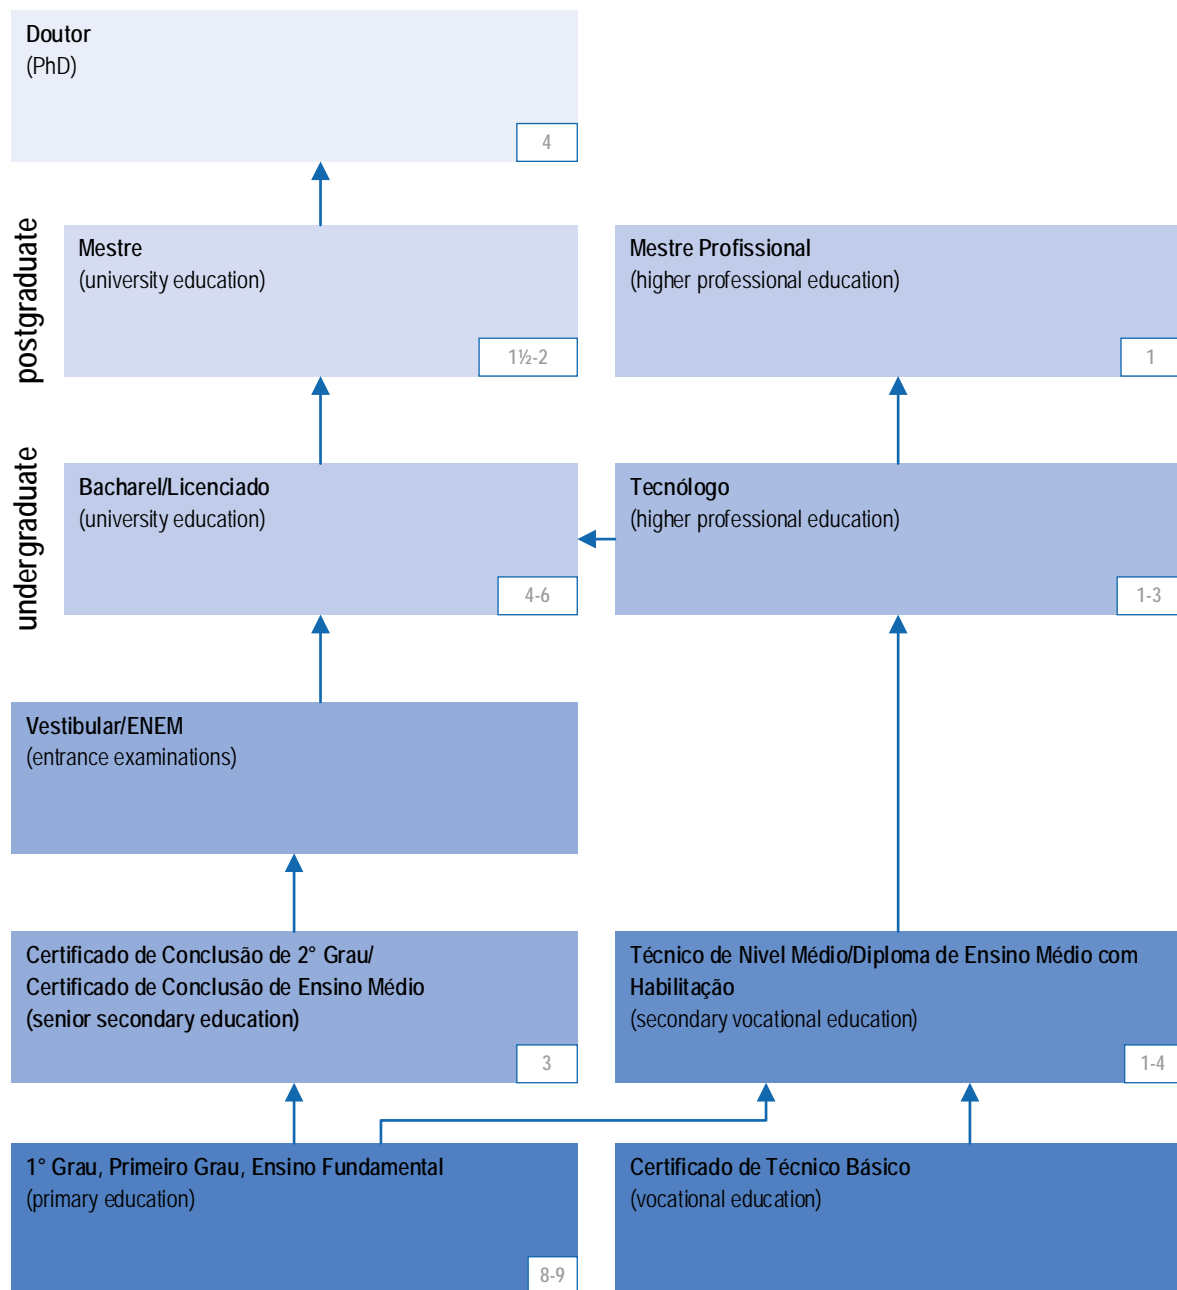 Doutor
(PhD)
4
postgraduate
Mestre
(university education)
1½-2
Mestre Profissional
(higher professional education)
1
undergraduate
Bacharel/Licenciado
(university education)
4-6
Tecnólogo
(higher professional education)
1-3
Vestibular/ENEM
(entrance examinations)
Certificado de Conclusão de 2° Grau/
Certificado de Conclusão de Ensino Médio
(senior secondary education)
3
Técnico de Nivel Médio/Diploma de Ensino Médio com
Habilitação
(secondary vocational education)
1-4
1° Grau, Primeiro Grau, Ensino Fundamental
(primary education)
8-9
Certificado de Técnico Básico
(vocational education)